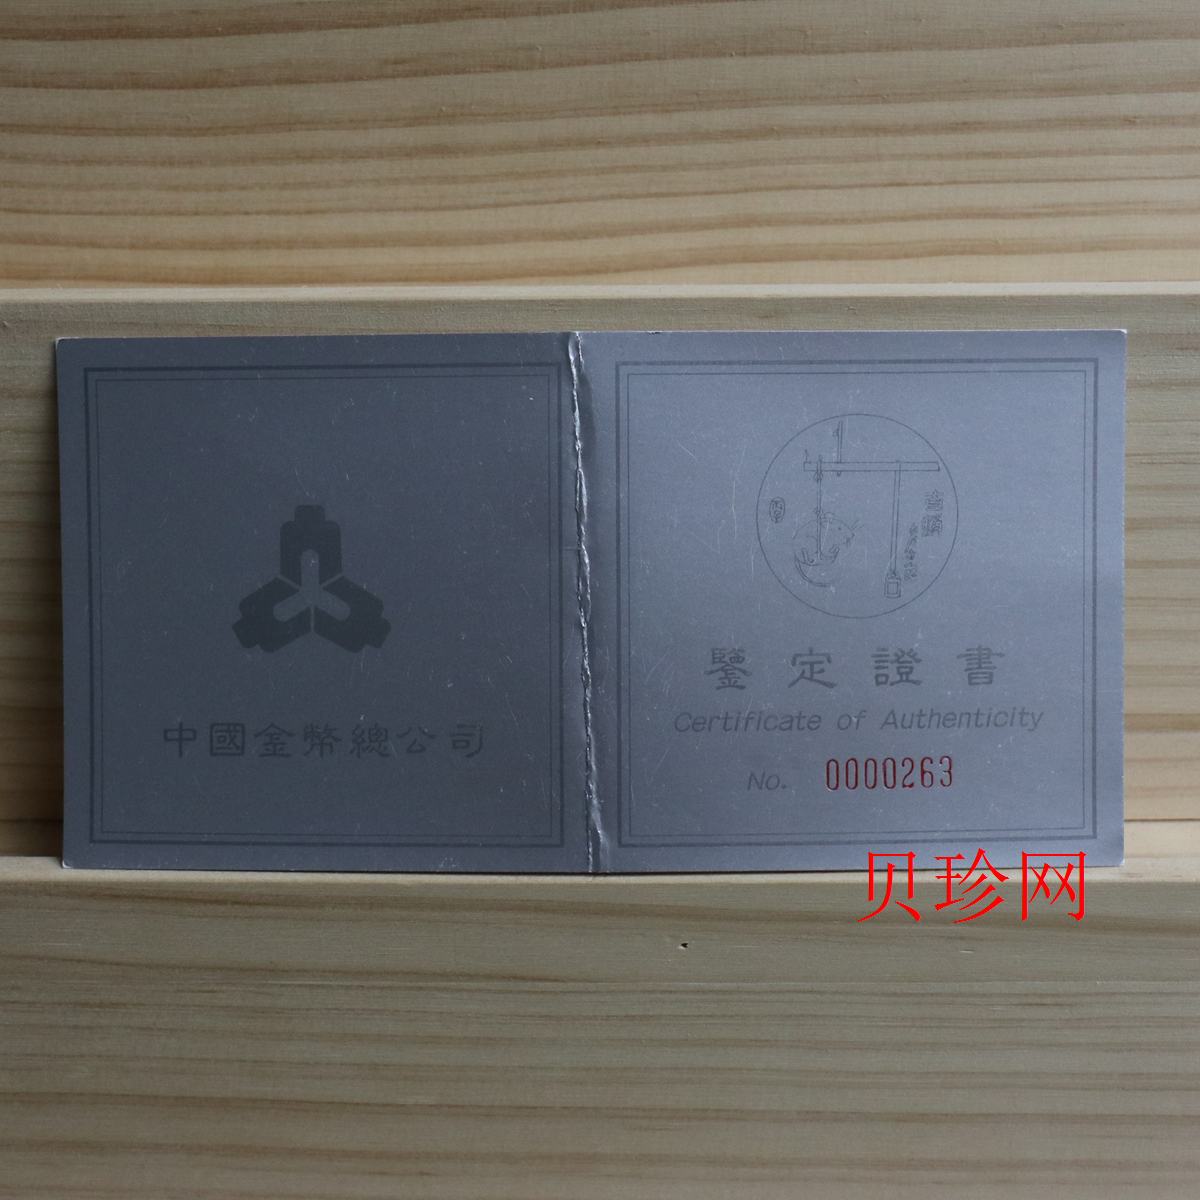 中國金幣總公司
鑒定證書
Certificate of Authenticity
No. 0000263
贝珍网